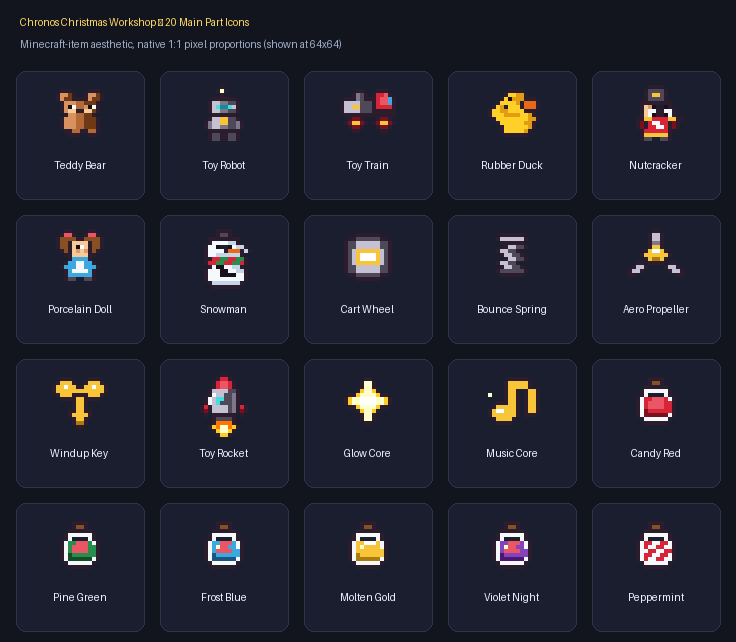 Chronos Christmas Workshop▯20 Main Part Icons
Minecraft-item aesthetic, native 1:1 pixel proportions (shown at 64x64)
Teddy Bear
Toy Robot
Toy Train
Rubber Duck
Nutcracker
Porcelain Doll
Snowman
Cart Wheel
Bounce Spring
Aero Propeller
Windup Key
Toy Rocket
Glow Core
Music Core
Candy Red
Pine Green
Frost Blue
Molten Gold
Violet Night
Peppermint